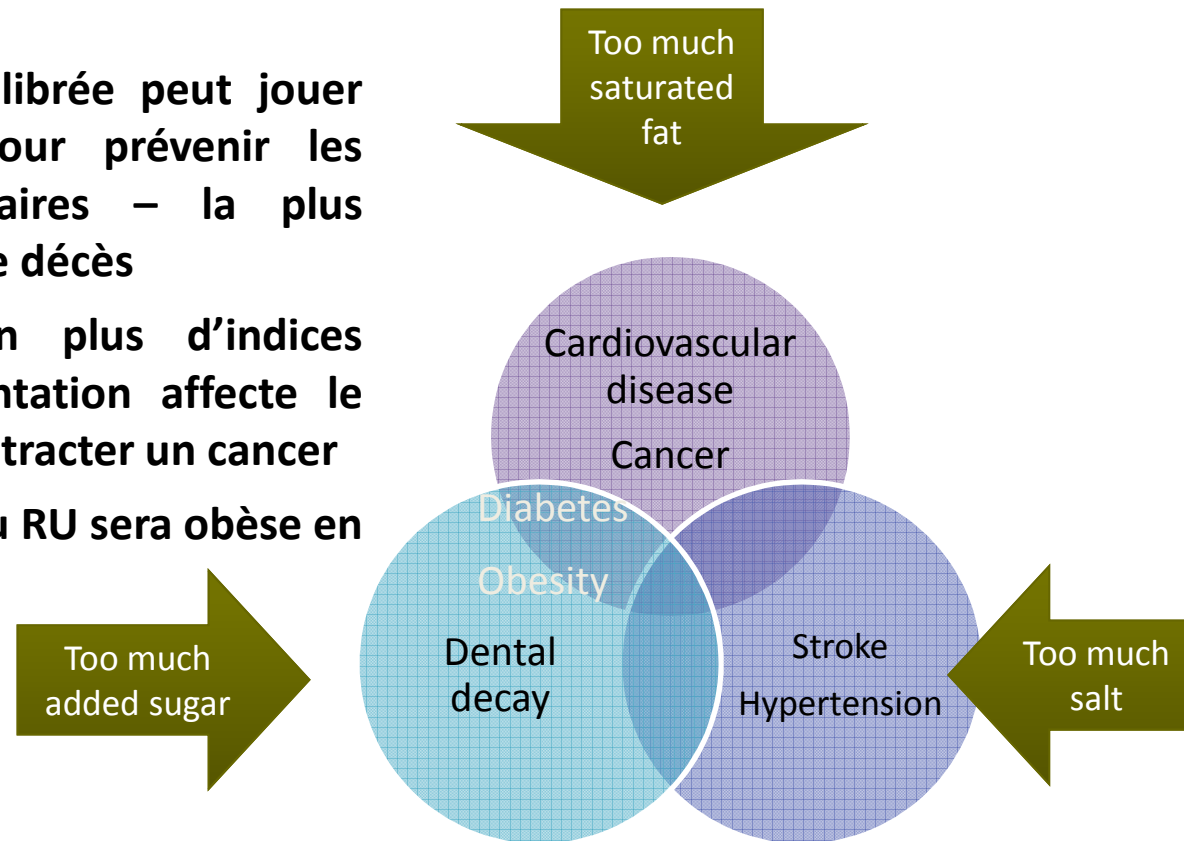 librée peut jouer
our prévenir les
aires – la plus
e décès
n plus d'indices
ntation affecte le
tracter un cancer
u RU sera obèse en
Too much
saturated
fat
Cardiovascular
disease
Cancer
Diabetes
Obesity
Dental
decay
Stroke
Hypertension
Too much
added sugar
Too much
salt